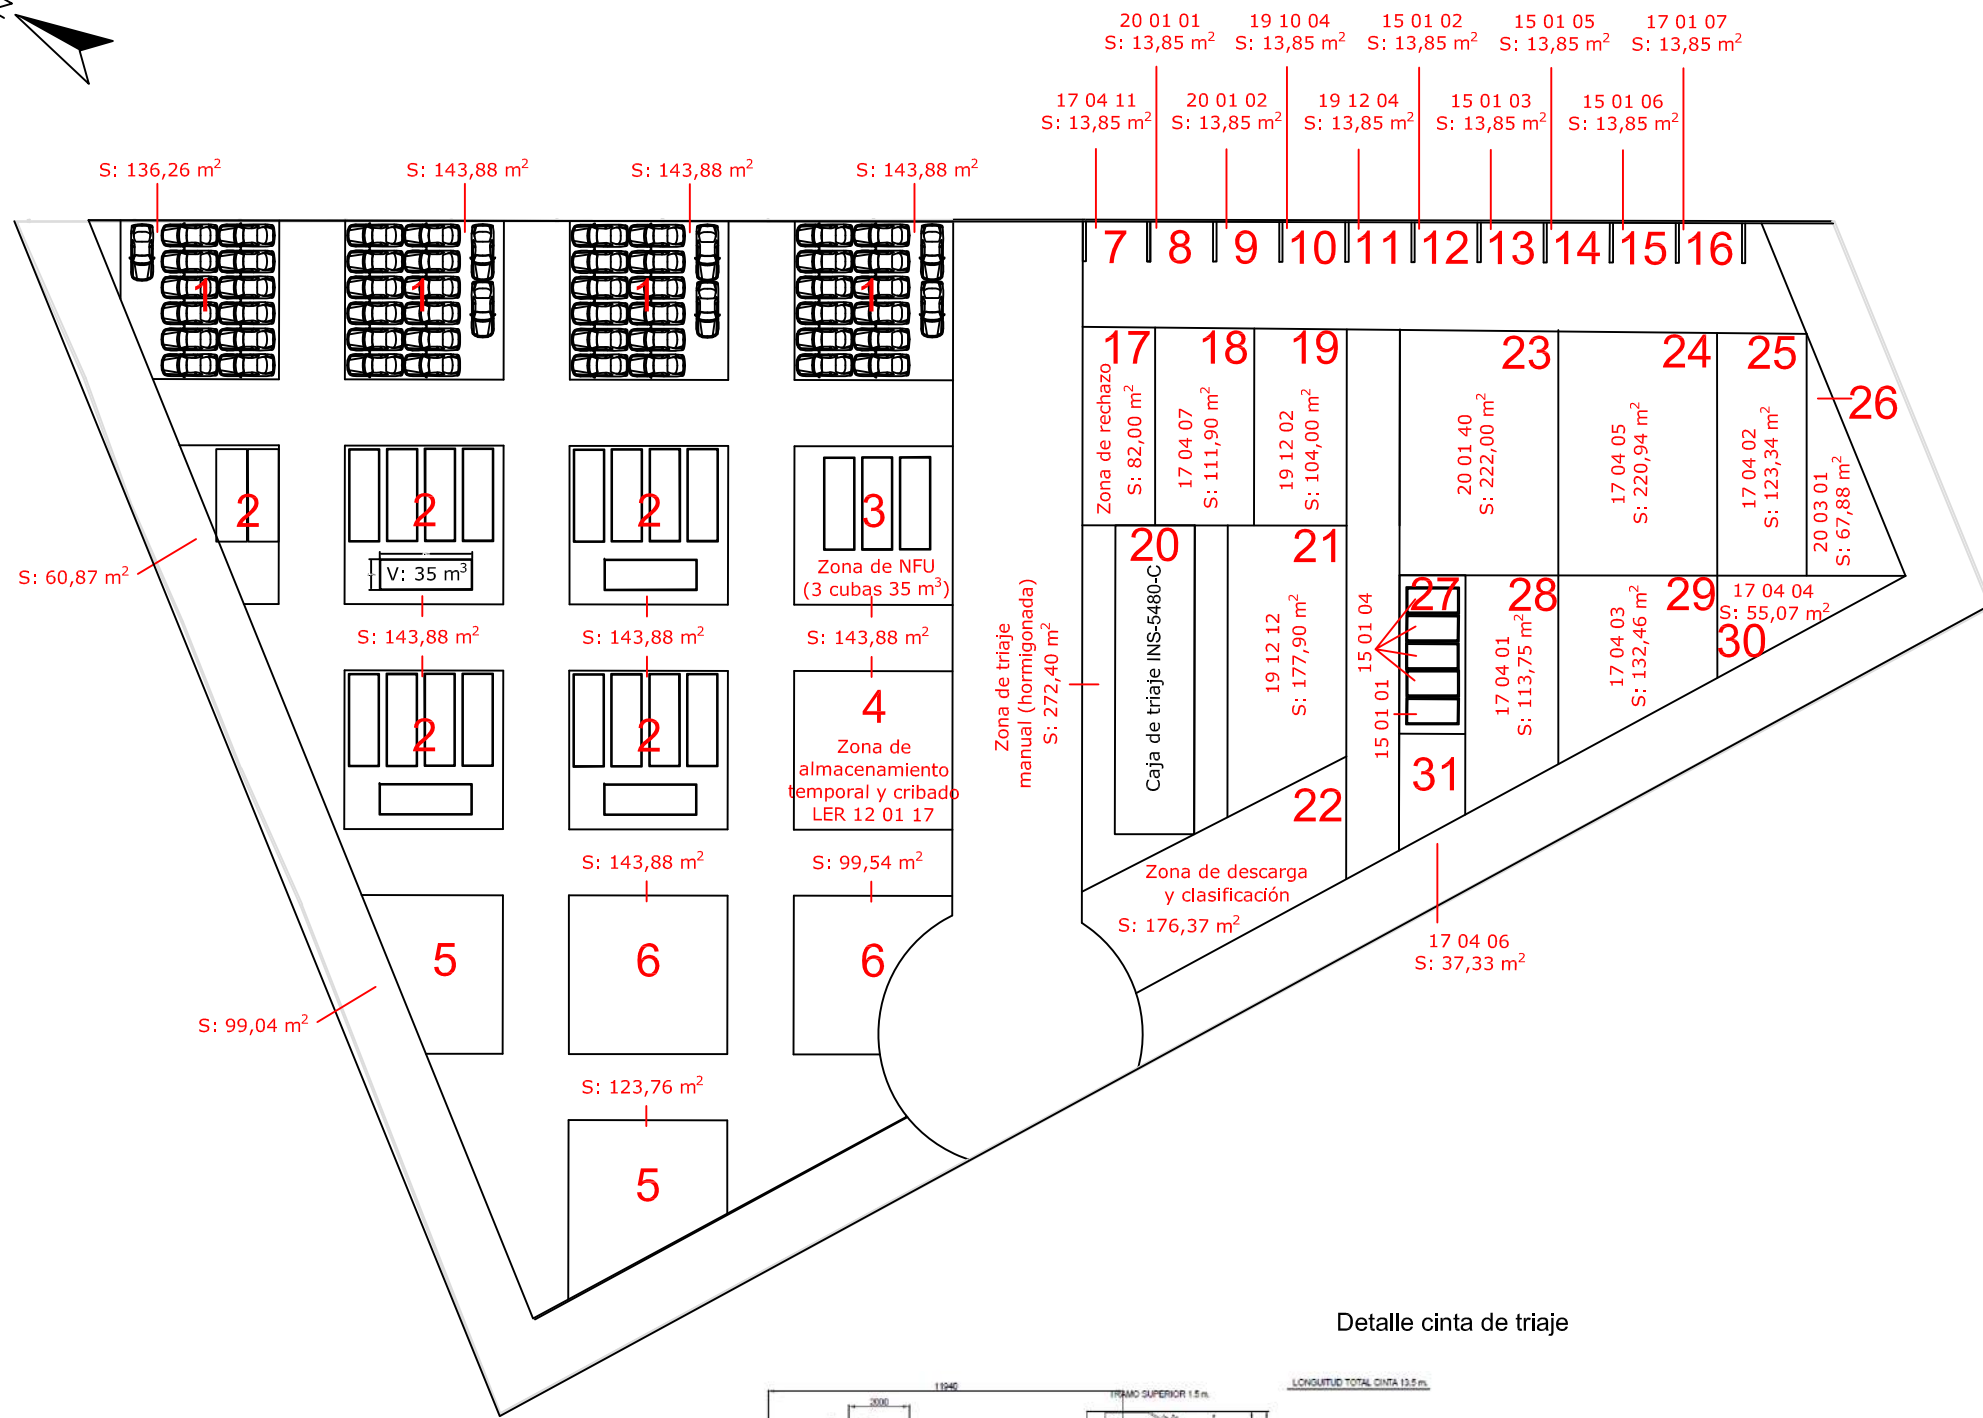 20 01 01
S: 13,85 m²
19 10 04
S: 13,85 m²
15 01 02
S: 13,85 m²
15 01 05
S: 13,85 m²
17 01 07
S: 13,85 m²
17 04 11
S: 13,85 m²
20 01 02
S: 13,85 m²
19 12 04
S: 13,85 m²
15 01 03
S: 13,85 m²
15 01 06
S: 13,85 m²
S: 136,26 m²
S: 143,88 m²
S: 143,88 m²
S: 143,88 m²
1
1
1
1
7
8
9
10
11
12
13
14
15
16
17
Zona de rechazo
S: 82,00 m²
18
17 04 07
S: 111,90 m²
19
19 12 02
S: 104,00 m²
23
20 01 40
S: 222,00 m²
24
17 04 05
S: 220,94 m²
25
17 04 02
S: 123,34 m²
26
20 03 01
S: 67,88 m²
2
2
2
3
V: 35 m³
Zona de NFU
(3 cubas 35 m³)
S: 60,87 m²
S: 143,88 m²
S: 143,88 m²
S: 143,88 m²
20
Caja de triaje INS-5480-C
21
19 12 12
S: 177,90 m²
15 01 04
15 01 01
27
28
17 04 01
S: 113,75 m²
29
17 04 03
S: 132,46 m²
17 04 04
S: 55,07 m²
30
Zona de triaje
manual (hormigonada)
S: 272,40 m²
2
2
4
Zona de
almacenamiento
temporal y cribado
LER 12 01 17
31
22
Zona de descarga
y clasificación
S: 176,37 m²
S: 143,88 m²
S: 99,54 m²
17 04 06
S: 37,33 m²
5
6
6
S: 99,04 m²
S: 123,76 m²
5
Detalle cinta de triaje
11940
2000
TRAMO SUPERIOR 1.5 m.
LONGUITUD TOTAL CINTA 13.5 m.